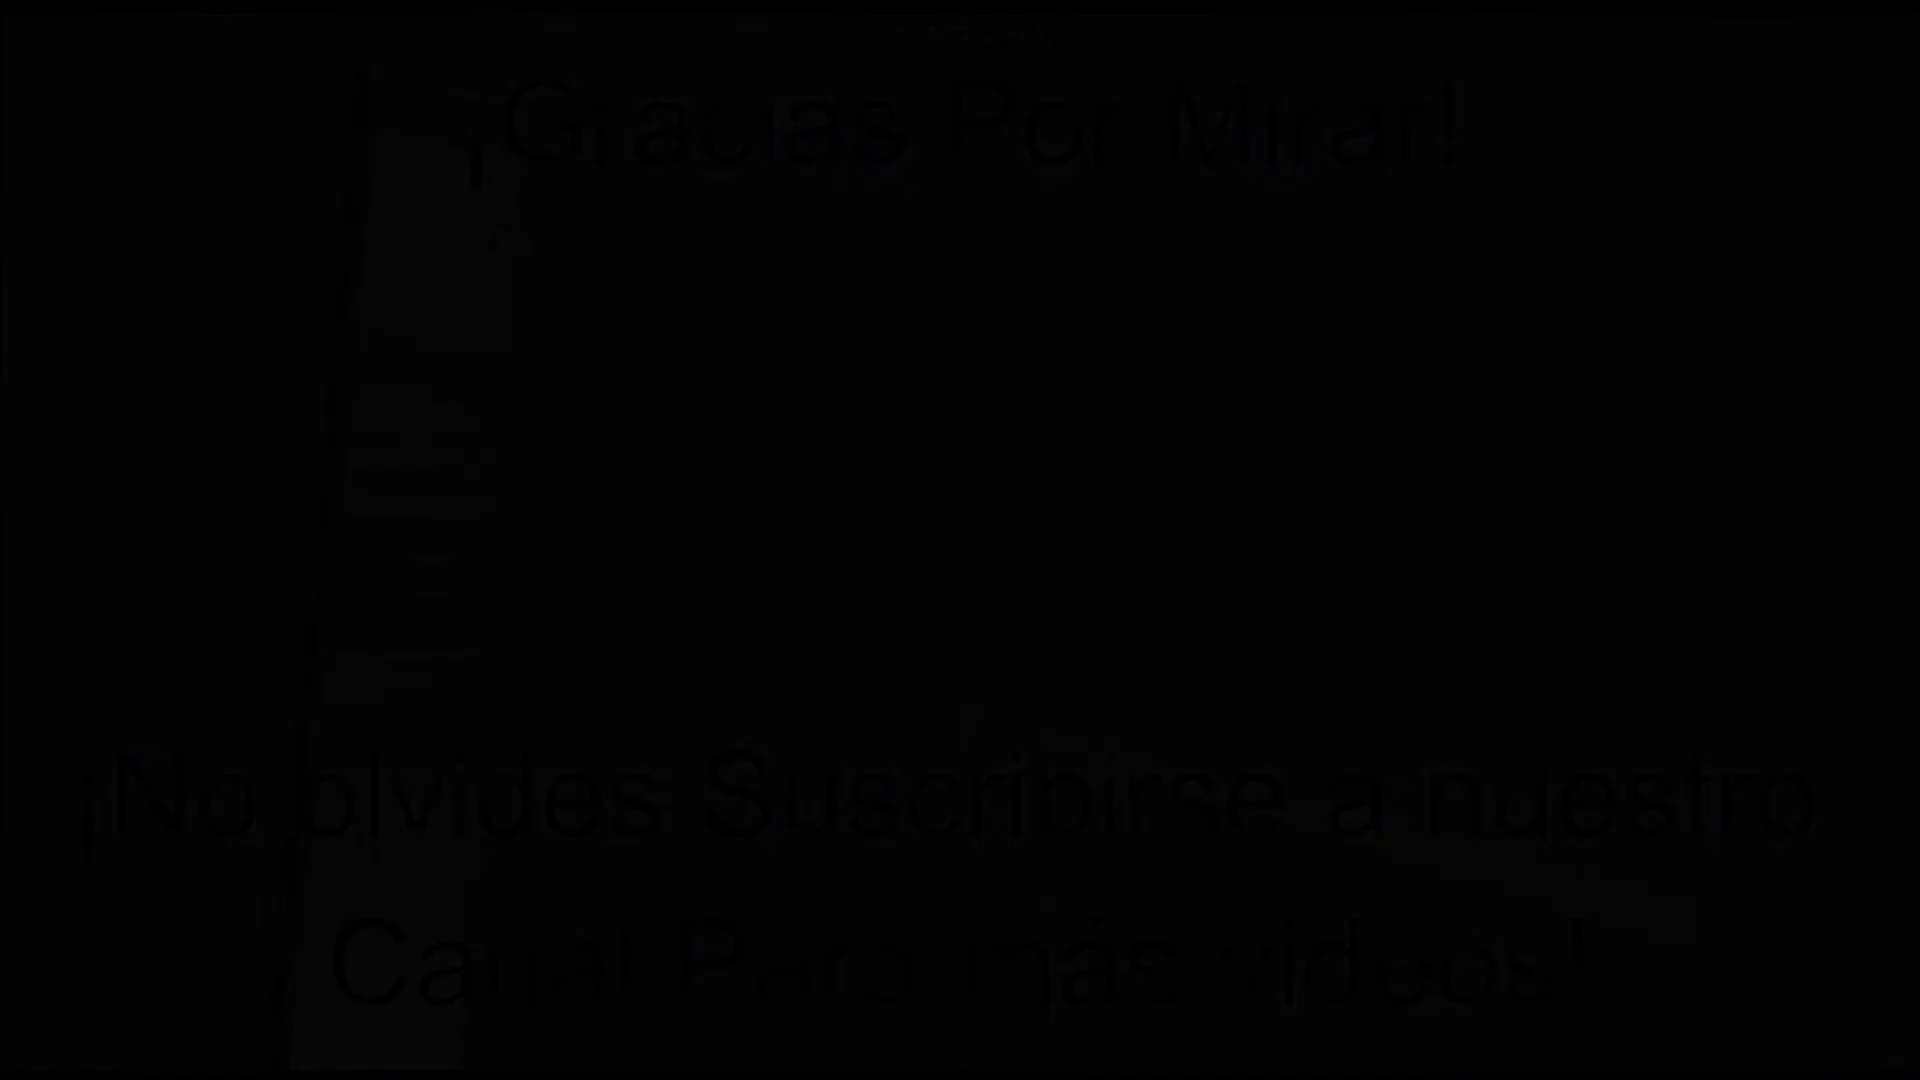 ¡Gracias Por Mirar!
¡No olvides Suscribirse a nuestro
Canal Para más videos!